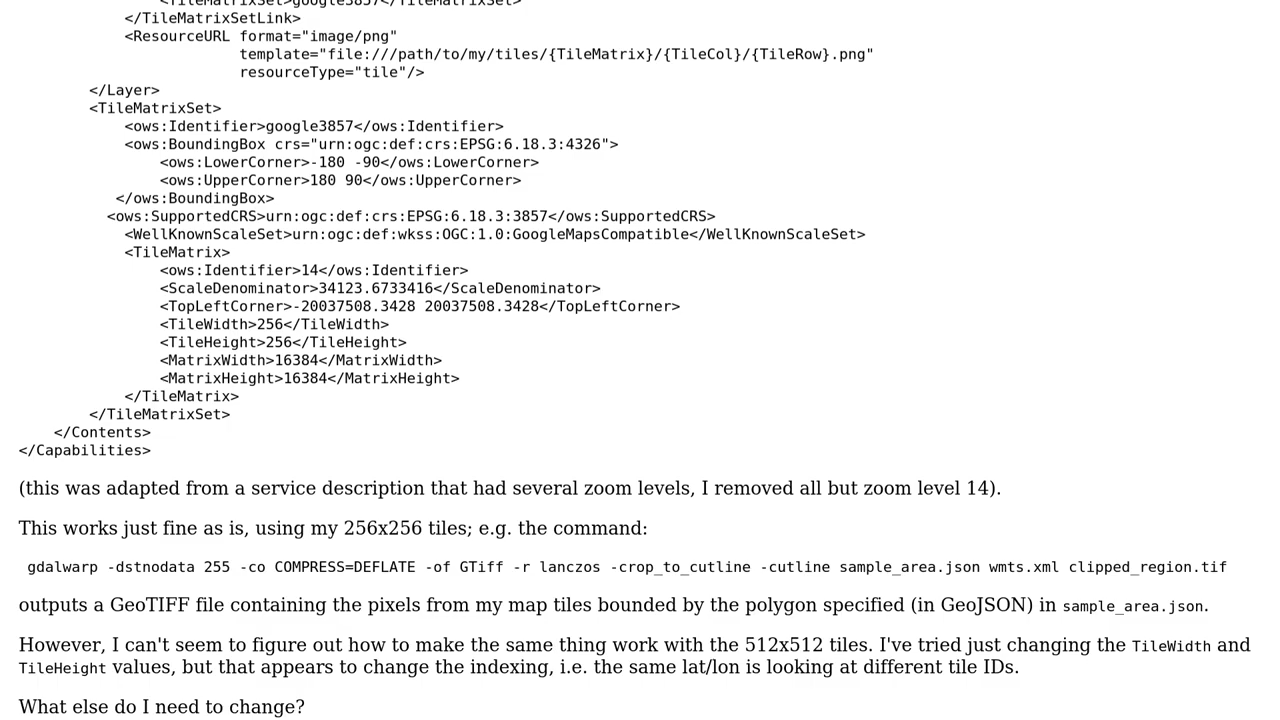 <TileMatrixSet>google3857</TileMatrixSet>
</TileMatrixSetLink>
<ResourceURL format="image/png"
template="file:///path/to/my/tiles/{TileMatrix}/{TileCol}/{TileRow}.png"
resourceType="tile"/>
</Layer>
<TileMatrixSet>
<ows:Identifier>google3857</ows:Identifier>
<ows:BoundingBox crs="urn:ogc:def:crs:EPSG:6.18.3:4326">
<ows:LowerCorner>-180 -90</ows:LowerCorner>
<ows:UpperCorner>180 90</ows:UpperCorner>
</ows:BoundingBox>
<ows:SupportedCRS>urn:ogc:def:crs:EPSG:6.18.3:3857</ows:SupportedCRS>
<WellKnownScaleSet>urn:ogc:def:wkss:OGC:1.0:GoogleMapsCompatible</WellKnownScaleSet>
<TileMatrix>
<ows:Identifier>14</ows:Identifier>
<ScaleDenominator>34123.6733416</ScaleDenominator>
<TopLeftCorner>-20037508.3428 20037508.3428</TopLeftCorner>
<TileWidth>256</TileWidth>
<TileHeight>256</TileHeight>
<MatrixWidth>16384</MatrixWidth>
<MatrixHeight>16384</MatrixHeight>
</TileMatrix>
</TileMatrixSet>
</Contents>
</Capabilities>
(this was adapted from a service description that had several zoom levels, I removed all but zoom level 14).
This works just fine as is, using my 256x256 tiles; e.g. the command:
gdalwarp -dstnodata 255 -co COMPRESS=DEFLATE -of GTiff -r lanczos -crop_to_cutline -cutline sample_area.json wmts.xml clipped_region.tif
outputs a GeoTIFF file containing the pixels from my map tiles bounded by the polygon specified (in GeoJSON) in sample_area.json.
However, I can't seem to figure out how to make the same thing work with the 512x512 tiles. I've tried just changing the TileWidth and
TileHeight values, but that appears to change the indexing, i.e. the same lat/lon is looking at different tile IDs.
What else do I need to change?